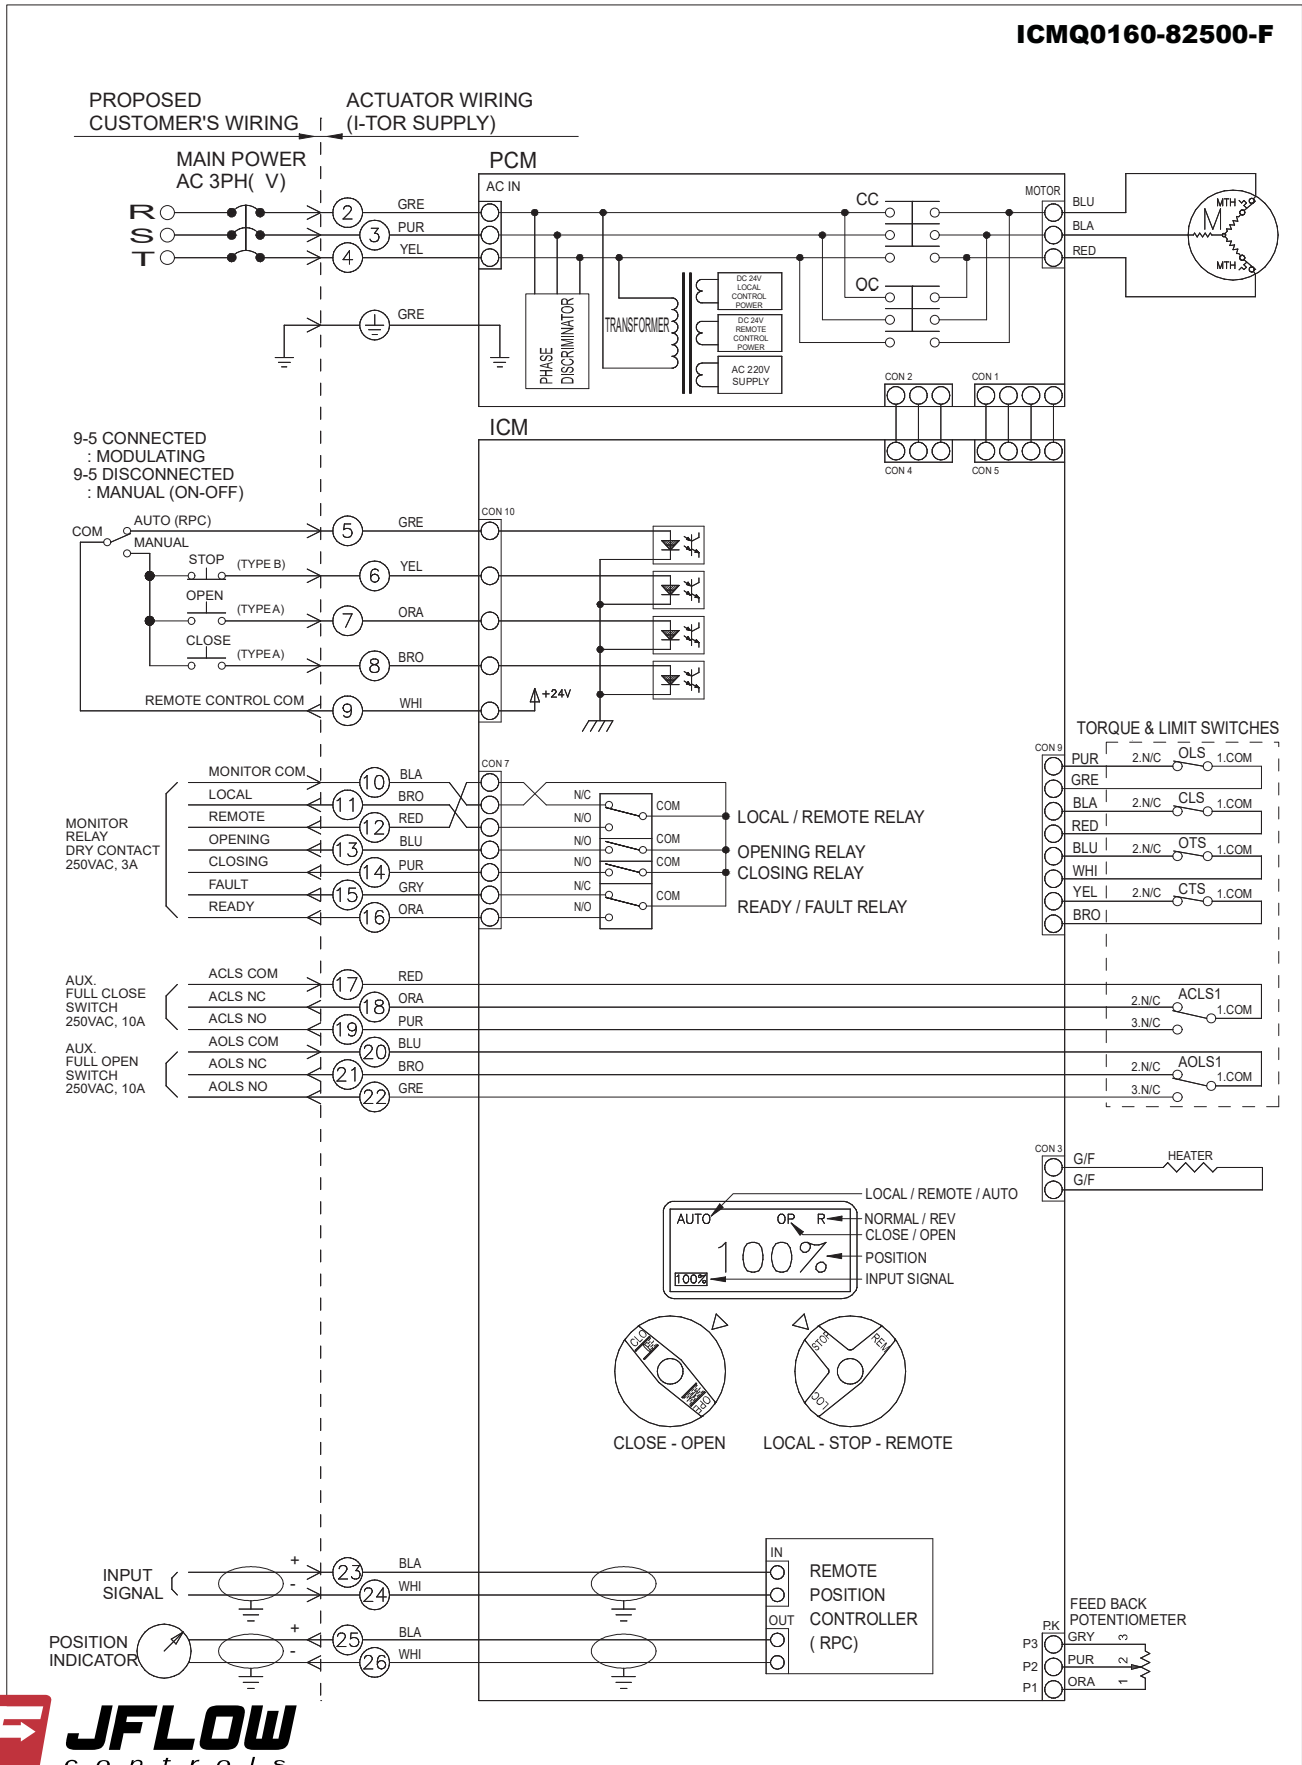 ICMQ0160-82500-F
PROPOSED
CUSTOMER'S WIRING
ACTUATOR WIRING
(I-TOR SUPPLY)
MAIN POWER
AC 3PH( V)
PCM
AC IN
MOTOR
R
S
T
2
GRE
3
PUR
4
YEL
GRE
CC
OC
BLU
BLA
RED
MTH
M
MTH
PHASE
DISCRIMINATOR
TRANSFORMER
DC 24V
LOCAL
CONTROL
POWER
DC 24V
REMOTE
CONTROL
POWER
AC 220V
SUPPLY
CON 2
CON 1
CON 4
CON 5
ICM
9-5 CONNECTED
: MODULATING
9-5 DISCONNECTED
: MANUAL (ON-OFF)
COM
AUTO (RPC)
MANUAL
STOP
(TYPE B)
OPEN
(TYPE A)
CLOSE
(TYPE A)
REMOTE CONTROL COM
5
GRE
6
YEL
7
ORA
8
BRO
9
WHI
CON 10
+24V
MONITOR
RELAY
DRY CONTACT
250VAC, 3A
MONITOR COM
LOCAL
REMOTE
OPENING
CLOSING
FAULT
READY
10
BLA
11
BRO
12
RED
13
BLU
14
PUR
15
GRY
16
ORA
CON 7
N/C
COM
N/O
N/O
COM
N/O
COM
N/C
COM
N/O
LOCAL / REMOTE RELAY
OPENING RELAY
CLOSING RELAY
READY / FAULT RELAY
TORQUE & LIMIT SWITCHES
CON 9
PUR
2.N/C
OLS
1.COM
GRE
BLA
2.N/C
CLS
1.COM
RED
BLU
2.N/C
OTS
1.COM
WHI
YEL
2.N/C
CTS
1.COM
BRO
AUX.
FULL CLOSE
SWITCH
250VAC, 10A
ACLS COM
ACLS NC
ACLS NO
17
RED
18
ORA
19
PUR
2.N/C
ACLS1
1.COM
3.N/C
AUX.
FULL OPEN
SWITCH
250VAC, 10A
AOLS COM
AOLS NC
AOLS NO
20
BLU
21
BRO
22
GRE
2.N/C
AOLS1
1.COM
3.N/C
CON 3
G/F
HEATER
G/F
AUTO
OP
R
100%
100%
LOCAL / REMOTE / AUTO
NORMAL / REV
CLOSE / OPEN
POSITION
INPUT SIGNAL
CLO
OPE
STOP
REM
LOC
CLOSE - OPEN
LOCAL - STOP - REMOTE
INPUT
SIGNAL
+
-
23
BLA
24
WHI
POSITION
INDICATOR
+
-
25
BLA
26
WHI
IN
OUT
REMOTE
POSITION
CONTROLLER
( RPC)
FEED BACK
POTENTIOMETER
P.K
P3
GRY
3
P2
PUR
2
P1
ORA
1
JFLOW
controls